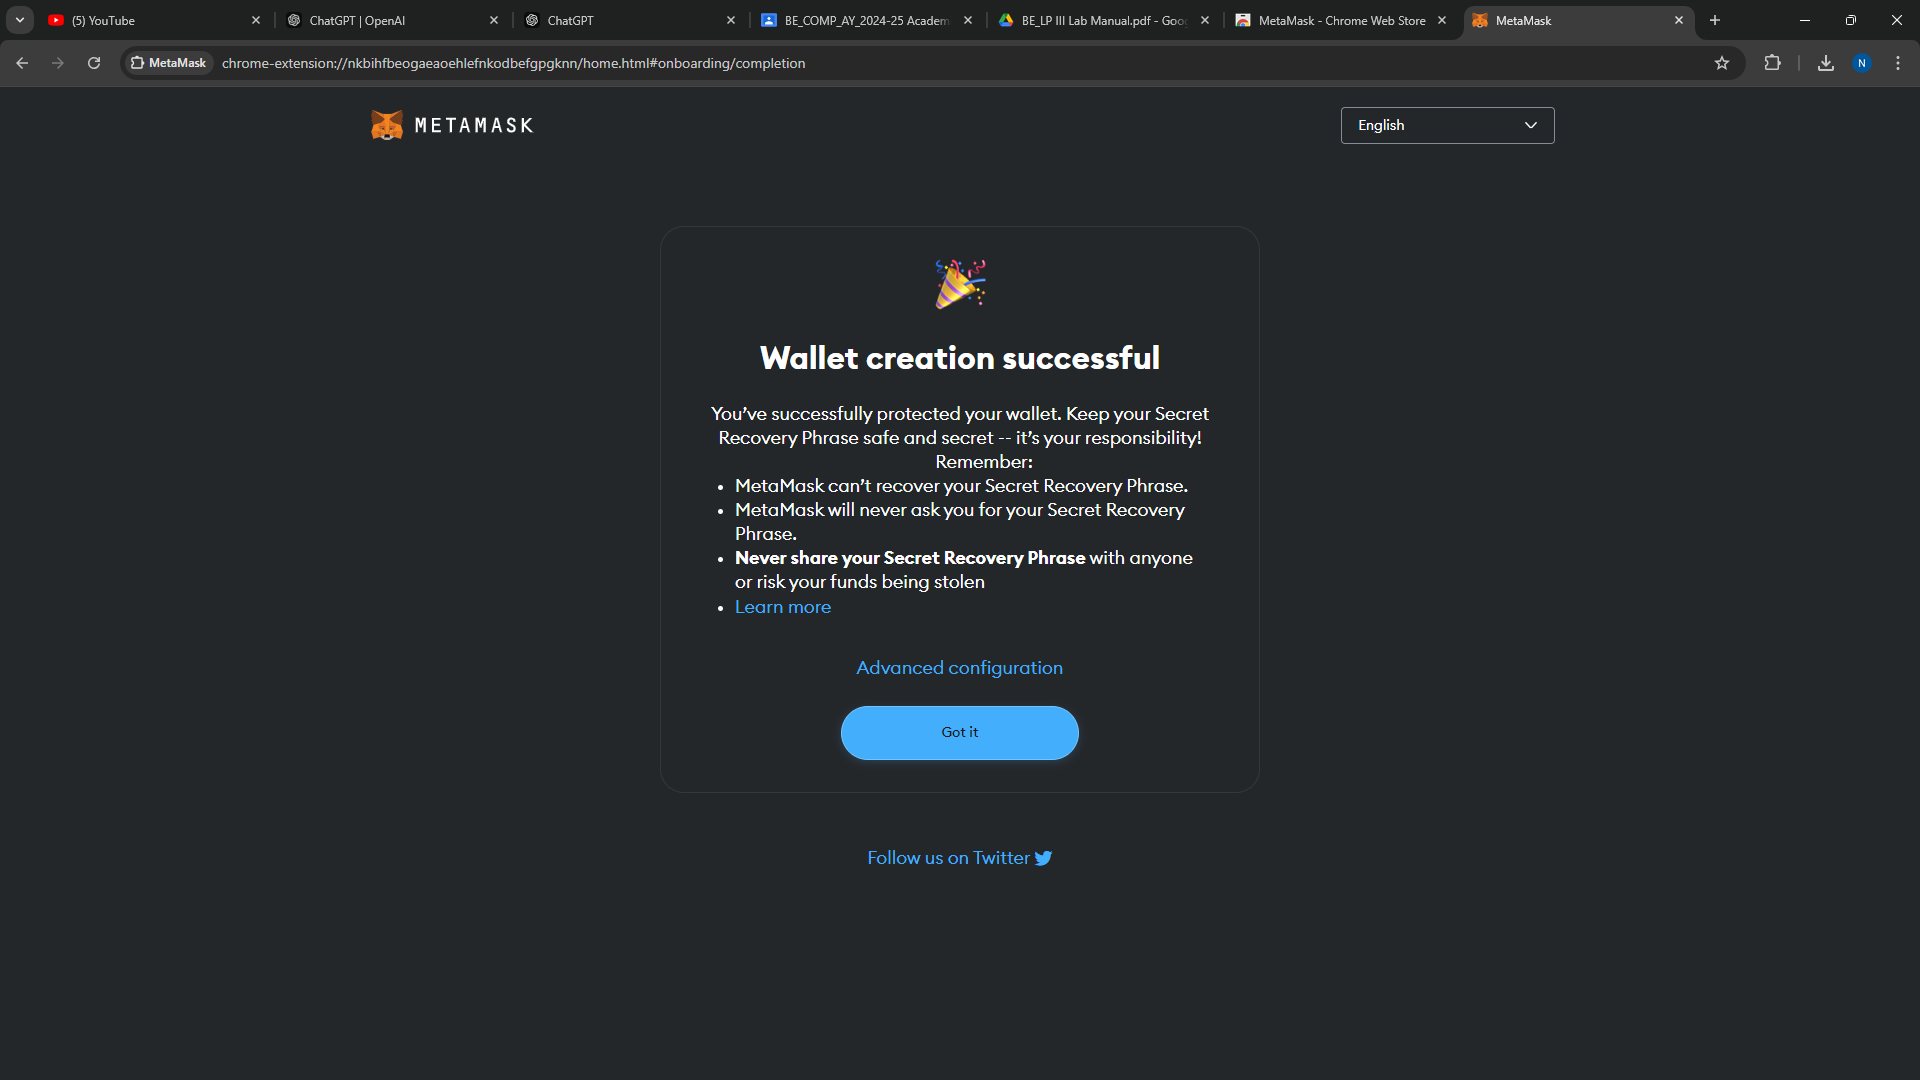 (5) YouTube
ChatGPT | OpenAI
ChatGPT
BE_COMP_AY_2024-25 Academ
BE_LP III Lab Manual.pdf - Goo
MetaMask - Chrome Web Store
MetaMask
MetaMask
chrome-extension://nkbihfbeogaeaoehlefnkodbefgpgknn/home.html#onboarding/completion
N
METAMASK
English
Wallet creation successful
You’ve successfully protected your wallet. Keep your Secret
Recovery Phrase safe and secret -- it’s your responsibility!
Remember:
• MetaMask can’t recover your Secret Recovery Phrase.
• MetaMask will never ask you for your Secret Recovery
Phrase.
• Never share your Secret Recovery Phrase with anyone
or risk your funds being stolen
• Learn more
Advanced configuration
Got it
Follow us on Twitter